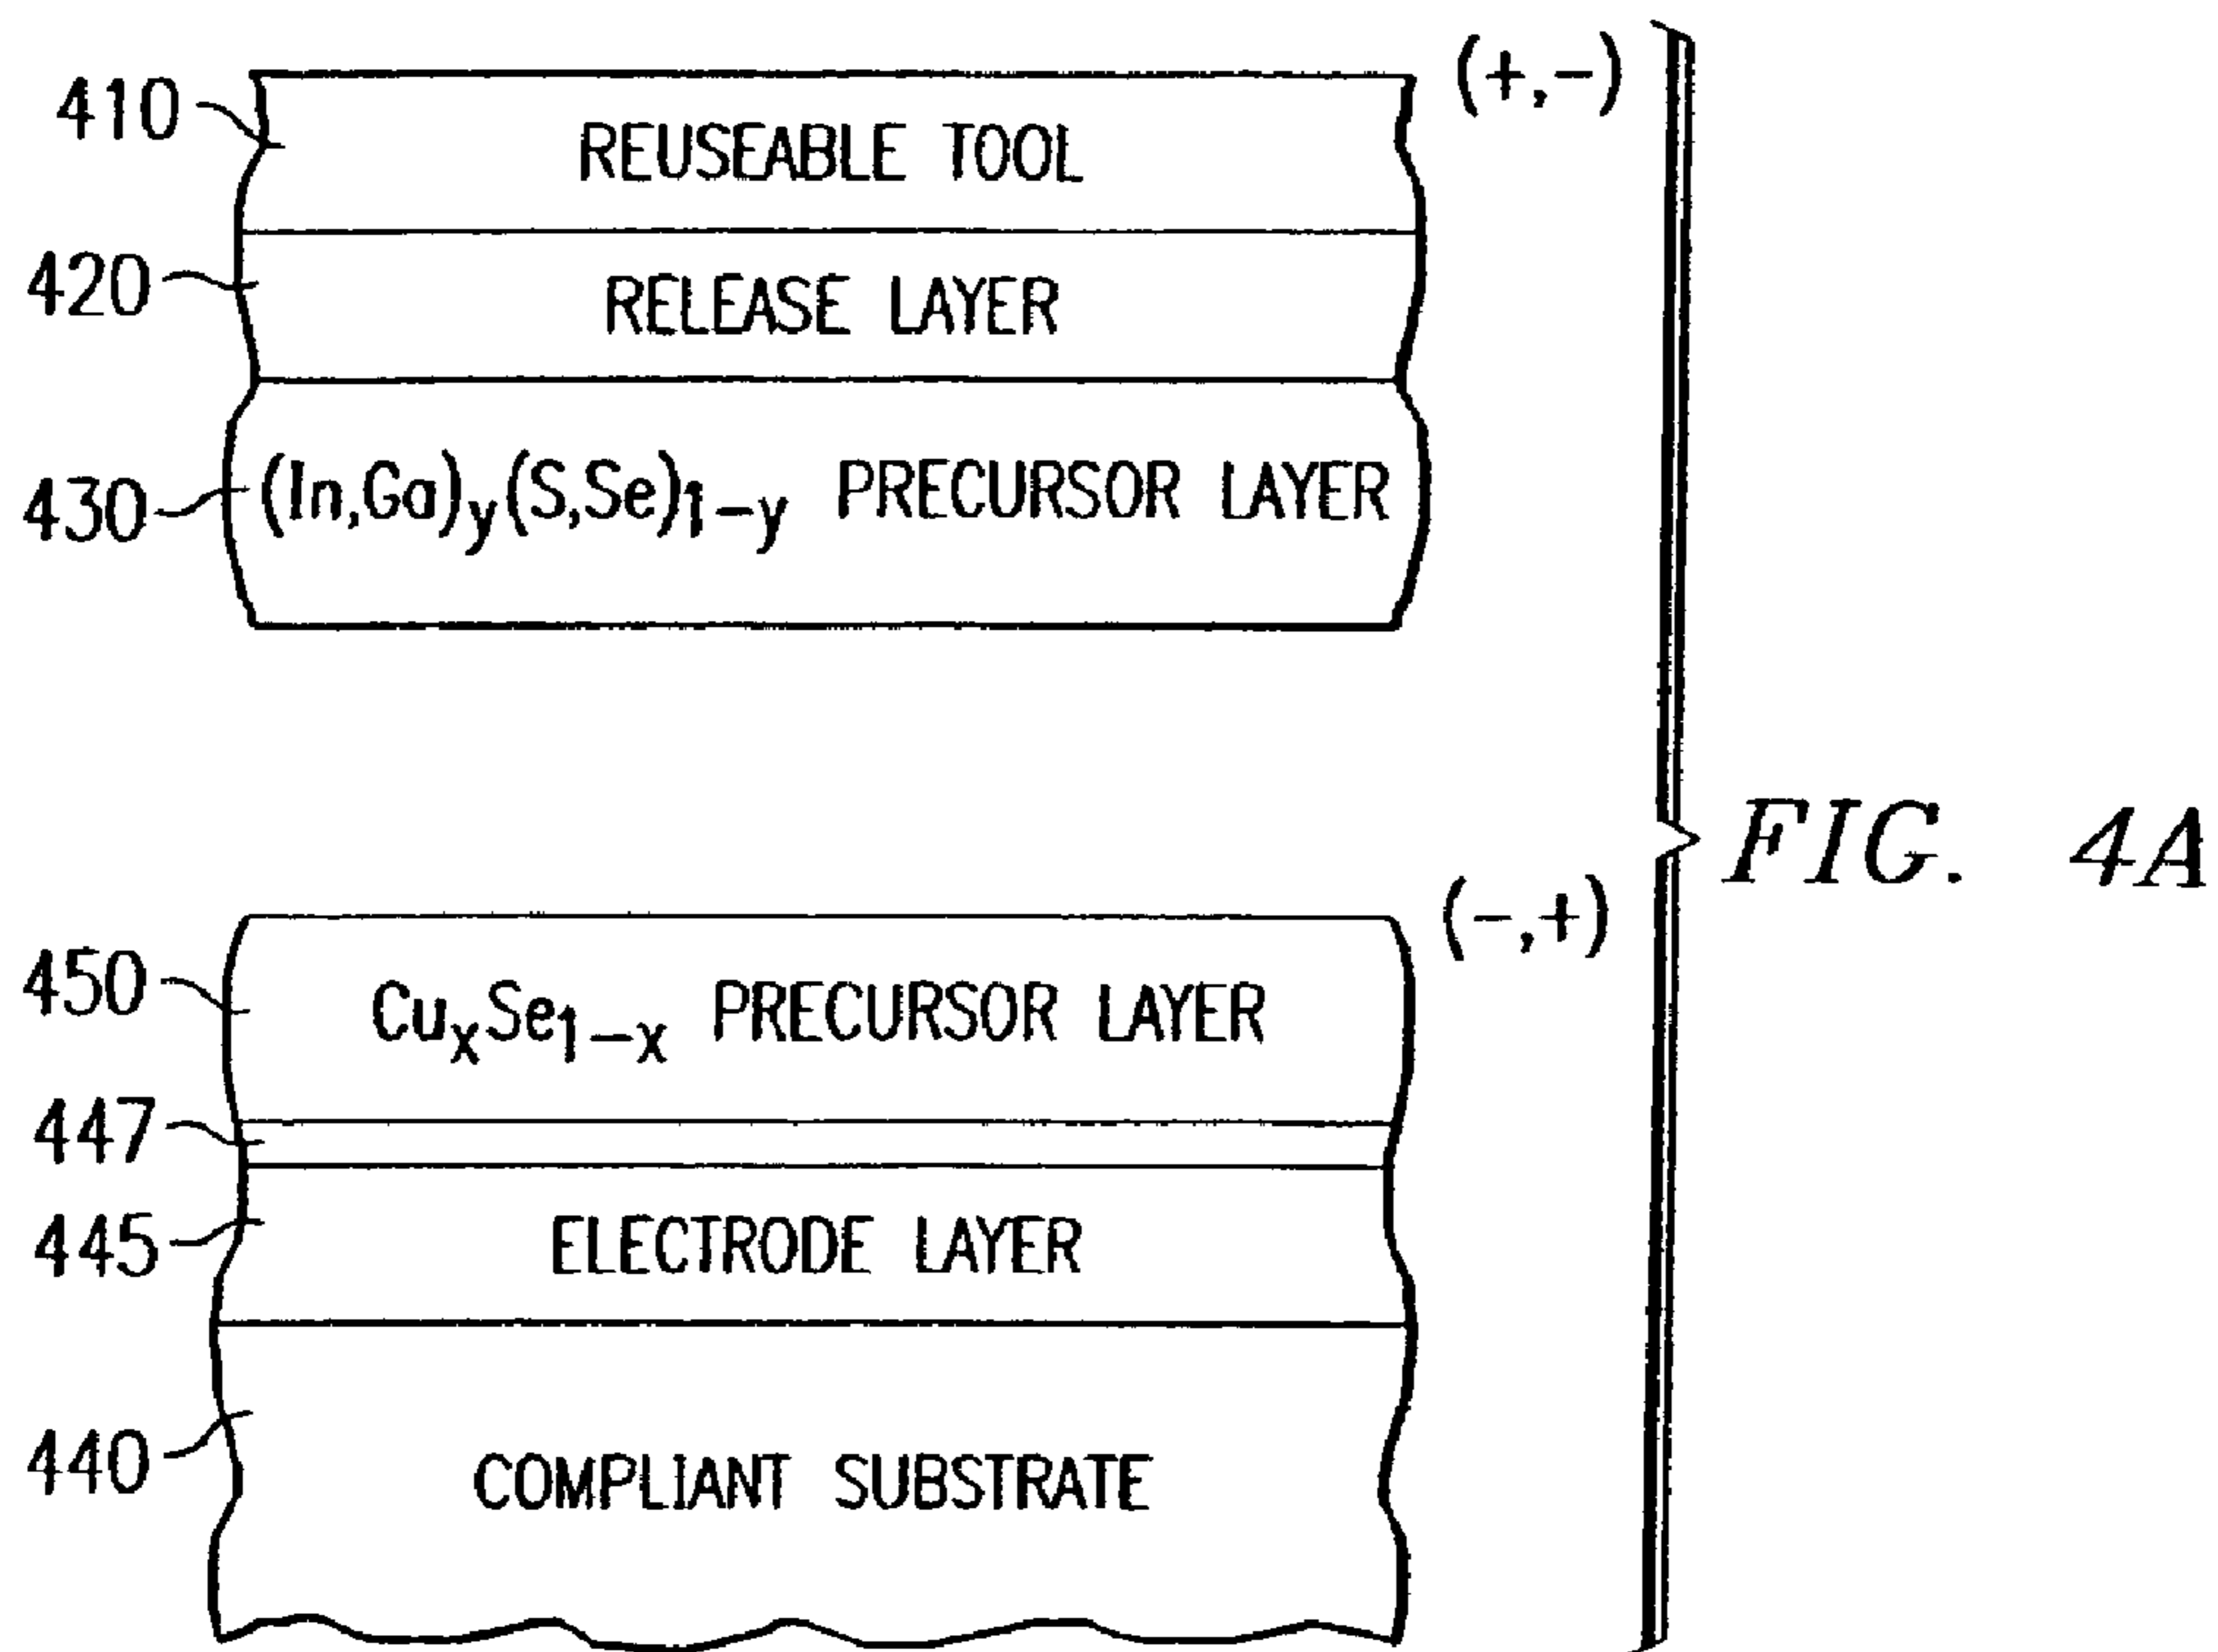 (+,-)
410
REUSEABLE TOOL
420
RELEASE LAYER
430
(In,Ga)y(S,Se)1-y PRECURSOR LAYER
FIG. 4A
(-,+)
450
CuxSe1-x PRECURSOR LAYER
447
445
ELECTRODE LAYER
440
COMPLIANT SUBSTRATE